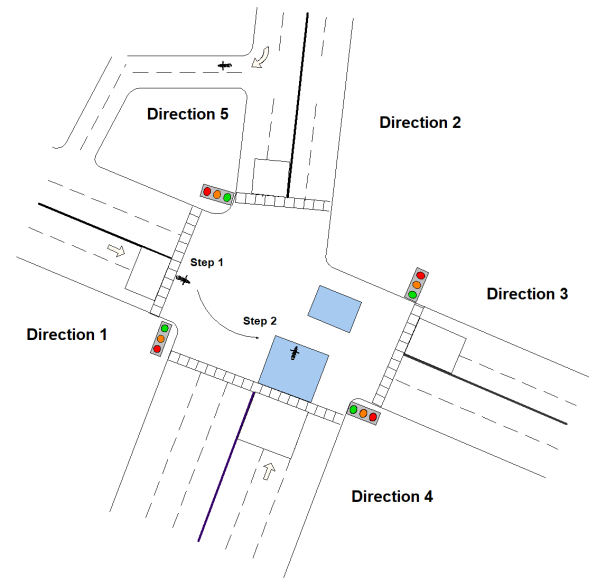 Direction 5
Direction 2
Step 1
Direction 3
Step 2
Direction 1
Direction 4